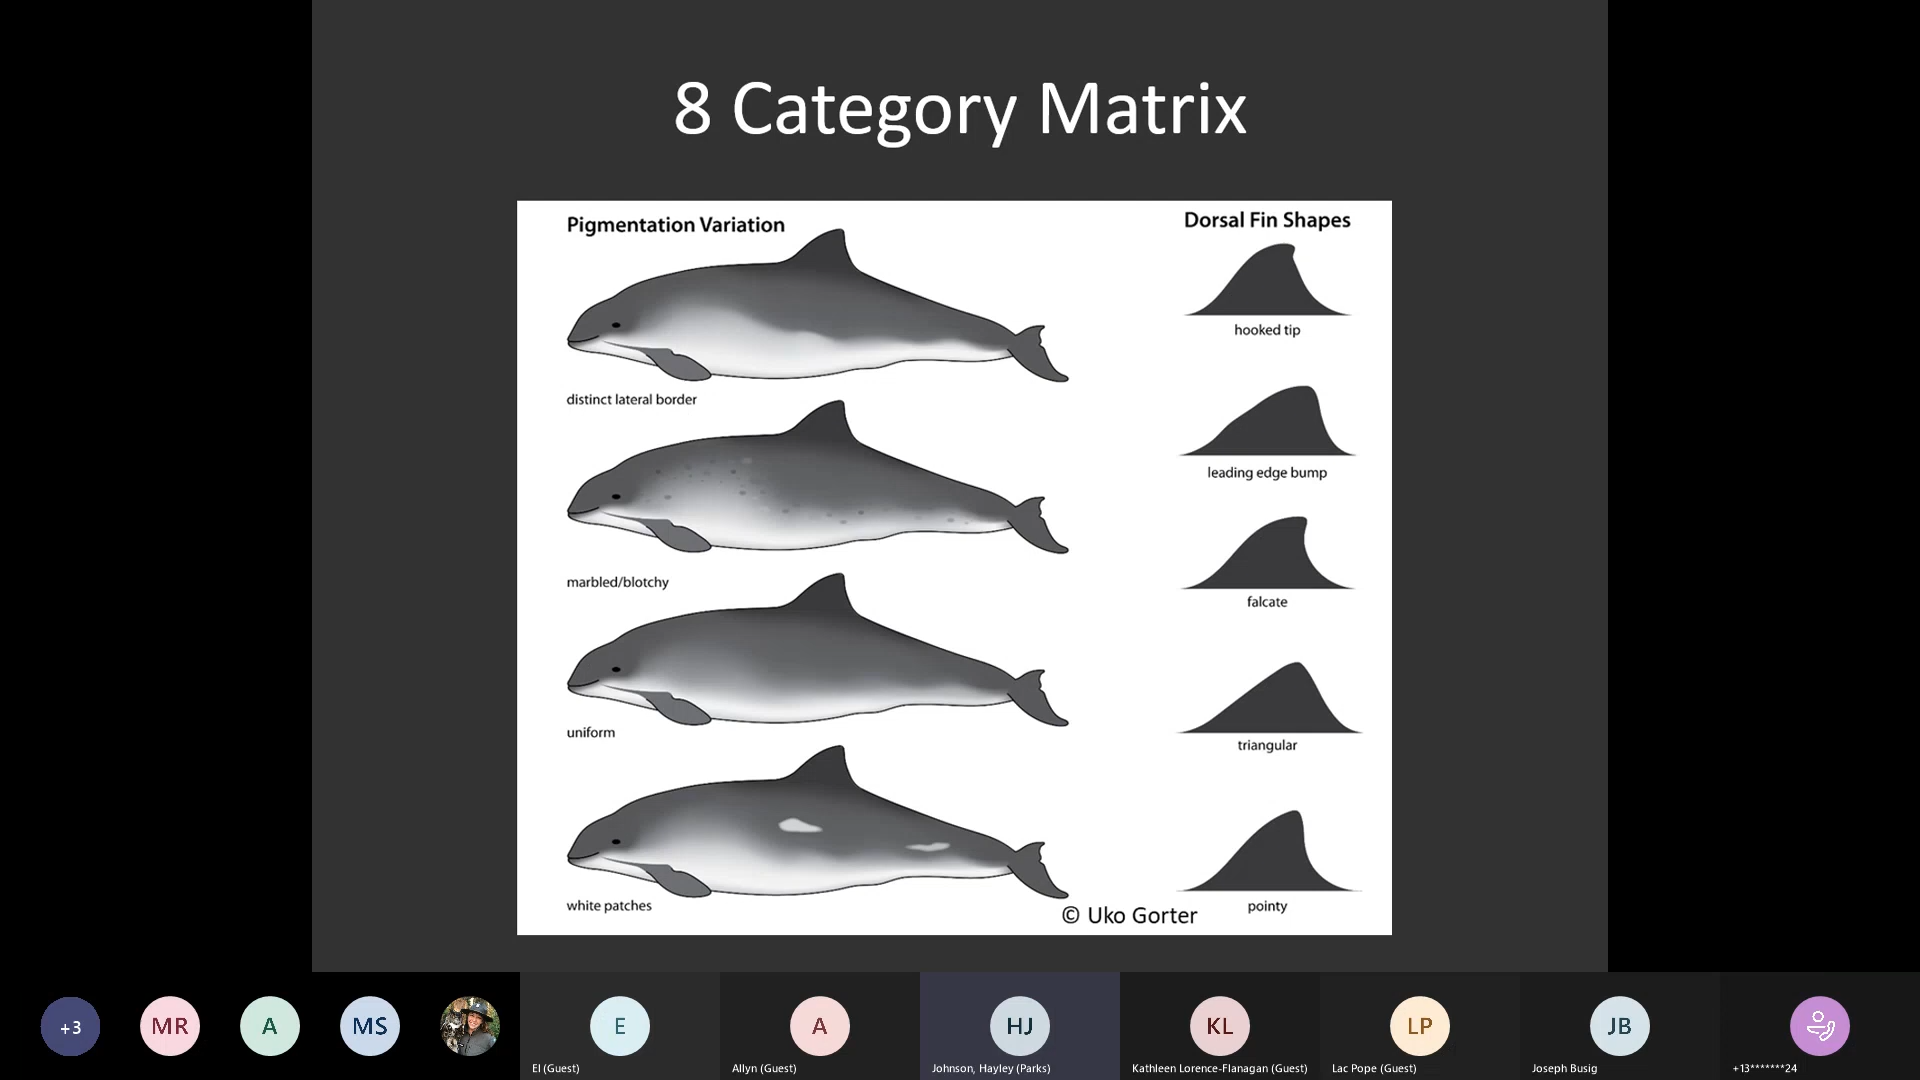 8 Category Matrix
Pigmentation Variation
Dorsal Fin Shapes
hooked tip
distinct lateral border
leading edge bump
marbled/blotchy
falcate
uniform
triangular
white patches
© Uko Gorter
pointy
+3
MR
A
MS
E
A
HJ
KL
LP
JB
El (Guest)
Allyn (Guest)
Johnson, Hayley (Parks)
Kathleen Lorence-Flanagan (Guest)
Lac Pope (Guest)
Joseph Busig
+13*******24